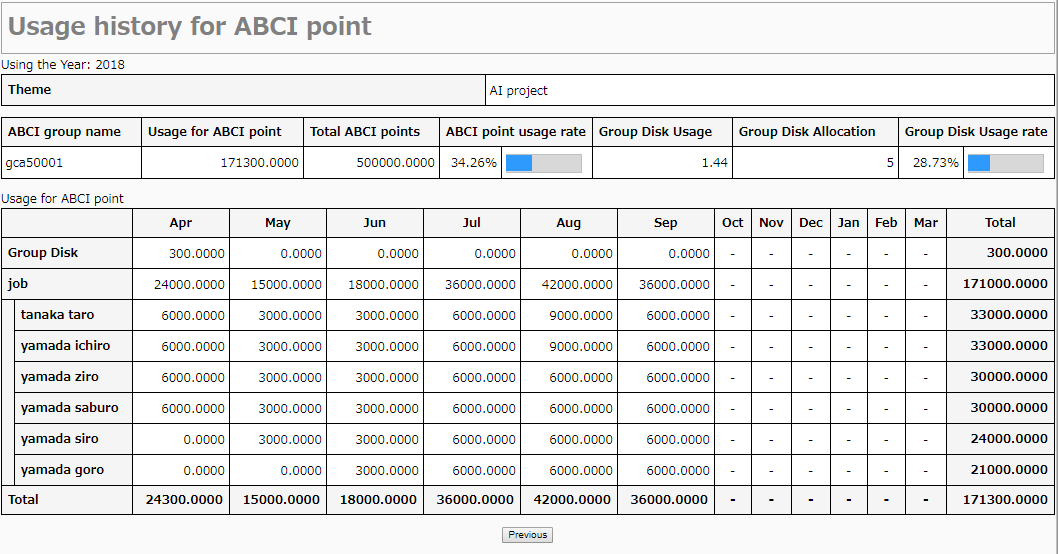 Usage history for ABCI point
Using the Year: 2018
Theme AI project
ABCI group name Usage for ABCI point Total ABCI points ABCI point usage rate Group Disk Usage Group Disk Allocation Group Disk Usage rate
gca50001 171300.0000 500000.0000 34.26% 1.44 5 28.73%
Usage for ABCI point
Apr May Jun Jul Aug Sep Oct Nov Dec Jan Feb Mar Total
Group Disk 300.0000 0.0000 0.0000 0.0000 0.0000 0.0000 - - - - - - 300.0000
job 24000.0000 15000.0000 18000.0000 36000.0000 42000.0000 36000.0000 - - - - - - 171000.0000
tanaka taro 6000.0000 3000.0000 3000.0000 6000.0000 9000.0000 6000.0000 - - - - - - 33000.0000
yamada ichiro 6000.0000 3000.0000 3000.0000 6000.0000 9000.0000 6000.0000 - - - - - - 33000.0000
yamada ziro 6000.0000 3000.0000 3000.0000 6000.0000 6000.0000 6000.0000 - - - - - - 30000.0000
yamada saburo 6000.0000 3000.0000 3000.0000 6000.0000 6000.0000 6000.0000 - - - - - - 30000.0000
yamada siro 0.0000 3000.0000 3000.0000 6000.0000 6000.0000 6000.0000 - - - - - - 24000.0000
yamada goro 0.0000 0.0000 3000.0000 6000.0000 6000.0000 6000.0000 - - - - - - 21000.0000
Total 24300.0000 15000.0000 18000.0000 36000.0000 42000.0000 36000.0000 - - - - - - 171300.0000
Previous